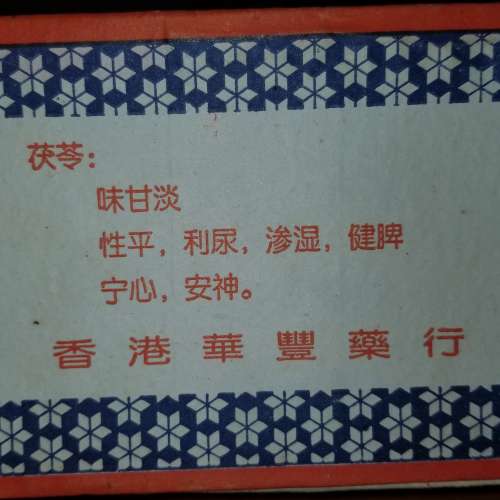 茯苓：
味甘淡
性平，利尿，渗湿，健脾
宁心，安神。
香港華豐藥行